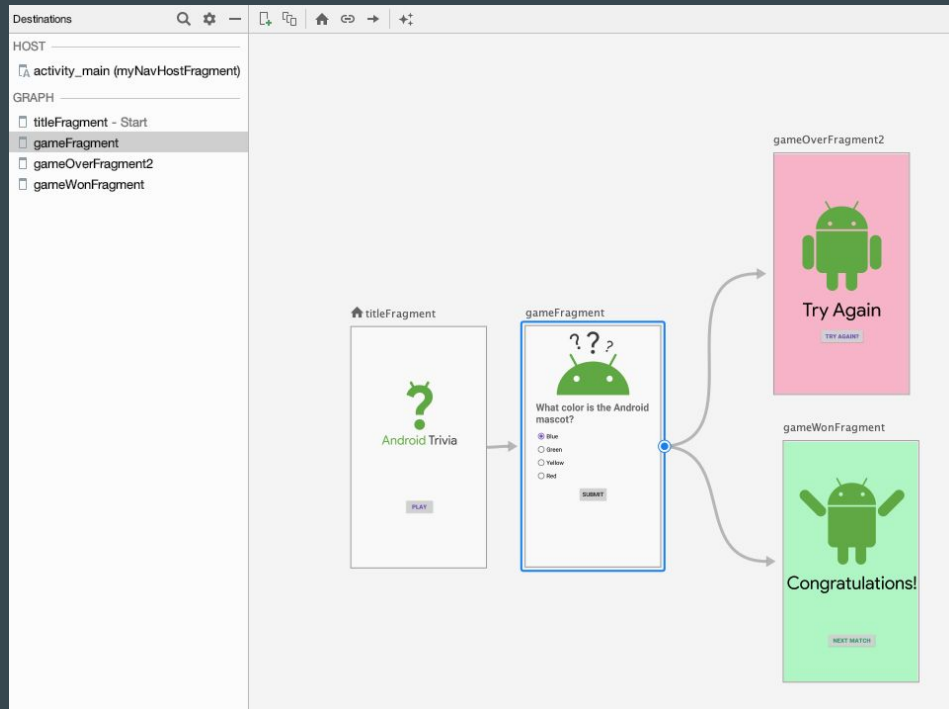 Destinations
HOST
activity_main (myNavHostFragment)
GRAPH
titleFragment - Start
gameFragment
gameOverFragment2
gameWonFragment
titleFragment
Android Trivia
PLAY
gameFragment
? ? ?
What color is the Android
mascot?
Blue
Green
Yellow
Red
SUBMIT
gameOverFragment2
Try Again
TRY AGAIN?
gameWonFragment
Congratulations!
NEXT MATCH